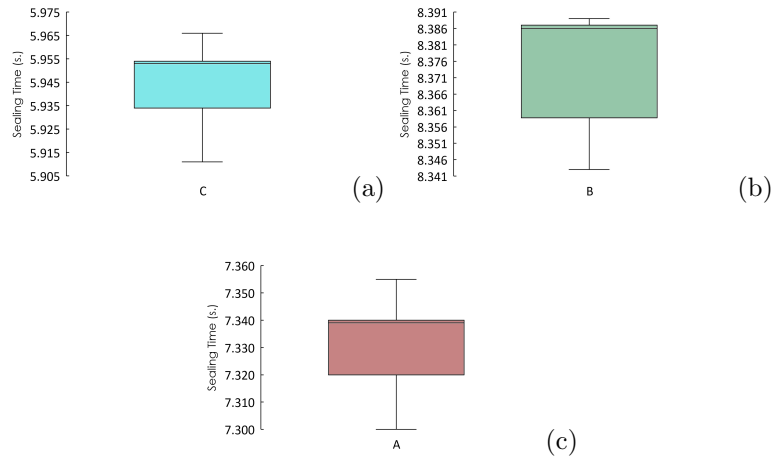 5.975
5.965
5.955
5.945
5.935
5.925
5.915
5.905
Sealing Time (s.)
C
(a)
8.391
8.386
8.381
8.376
8.371
8.366
8.361
8.356
8.351
8.346
8.341
Sealing Time (s.)
B
(b)
7.360
7.350
7.340
7.330
7.320
7.310
7.300
Sealing Time (s.)
A
(c)